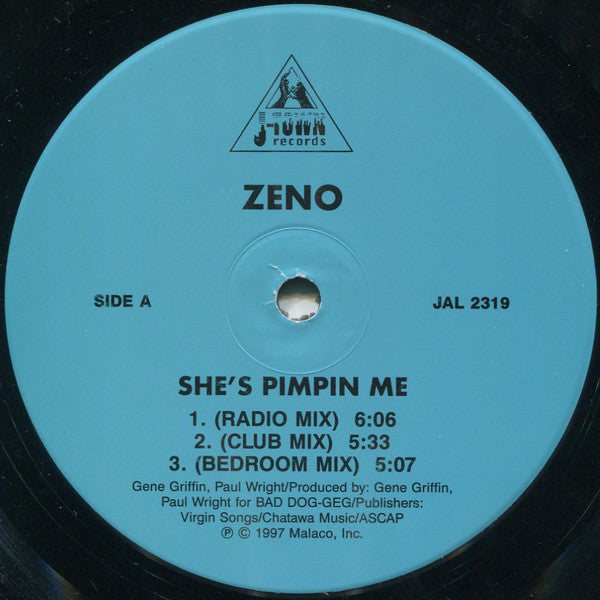 J-TOWN
records
ZENO
SIDE A
JAL 2319
SHE'S PIMPIN ME
1. (RADIO MIX) 6:06
2. (CLUB MIX) 5:33
3. (BEDROOM MIX) 5:07
Gene Griffin, Paul Wright/Produced by: Gene Griffin,
Paul Wright for BAD DOG-GEG/Publishers:
Virgin Songs/Chatawa Music/ASCAP
℗ © 1997 Malaco, Inc.